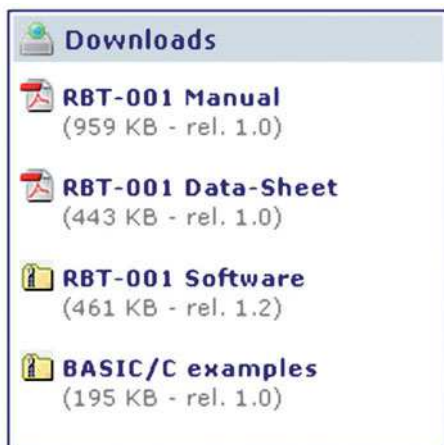 Downloads
RBT-001 Manual
(959 KB - rel. 1.0)
RBT-001 Data-Sheet
(443 KB - rel. 1.0)
RBT-001 Software
(461 KB - rel. 1.2)
BASIC/C examples
(195 KB - rel. 1.0)